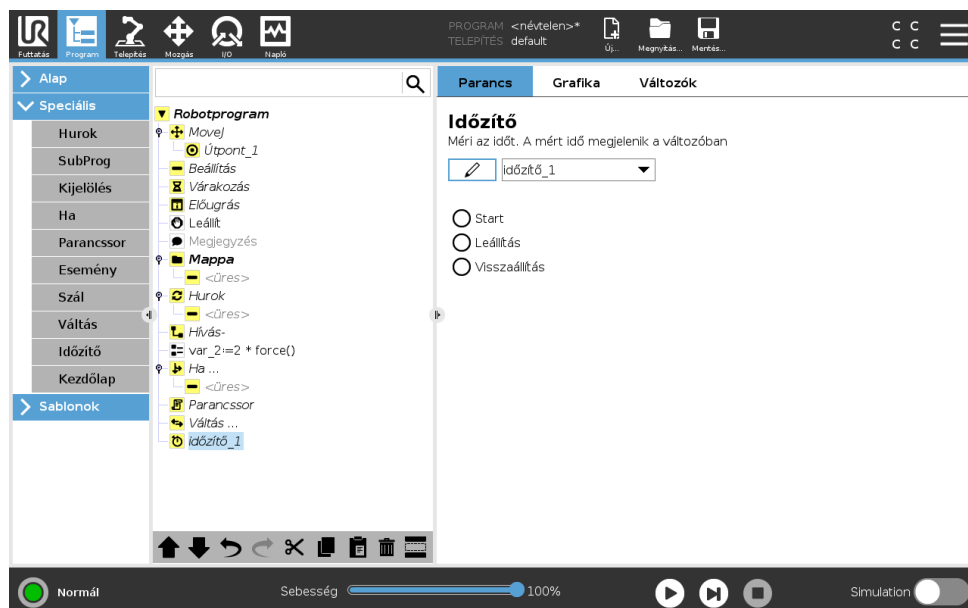 UR
Futtatás
Program
Telepítés
Mozgás
I/O
Napló
PROGRAM <névtelen>*
TELEPÍTÉS default
Új...
Megnyitás...
Mentés...
C C
C C
Alap
Speciális
Hurok
SubProg
Kijelölés
Ha
Parancssor
Esemény
Szál
Váltás
Időzítő
Kezdőlap
Sablonok
Robotprogram
MoveJ
Útpont_1
Beállítás
Várakozás
Előugrás
Leállít
Megjegyzés
Mappa
<üres>
Hurok
<üres>
Hívás-
var_2:=2 * force()
Ha ...
<üres>
Parancssor
Váltás ...
időzítő_1
Parancs
Grafika
Változók
Időzítő
Méri az időt. A mért idő megjelenik a változóban
időzítő_1
Start
Leállítás
Visszaállítás
Normál
Sebesség
100%
Simulation